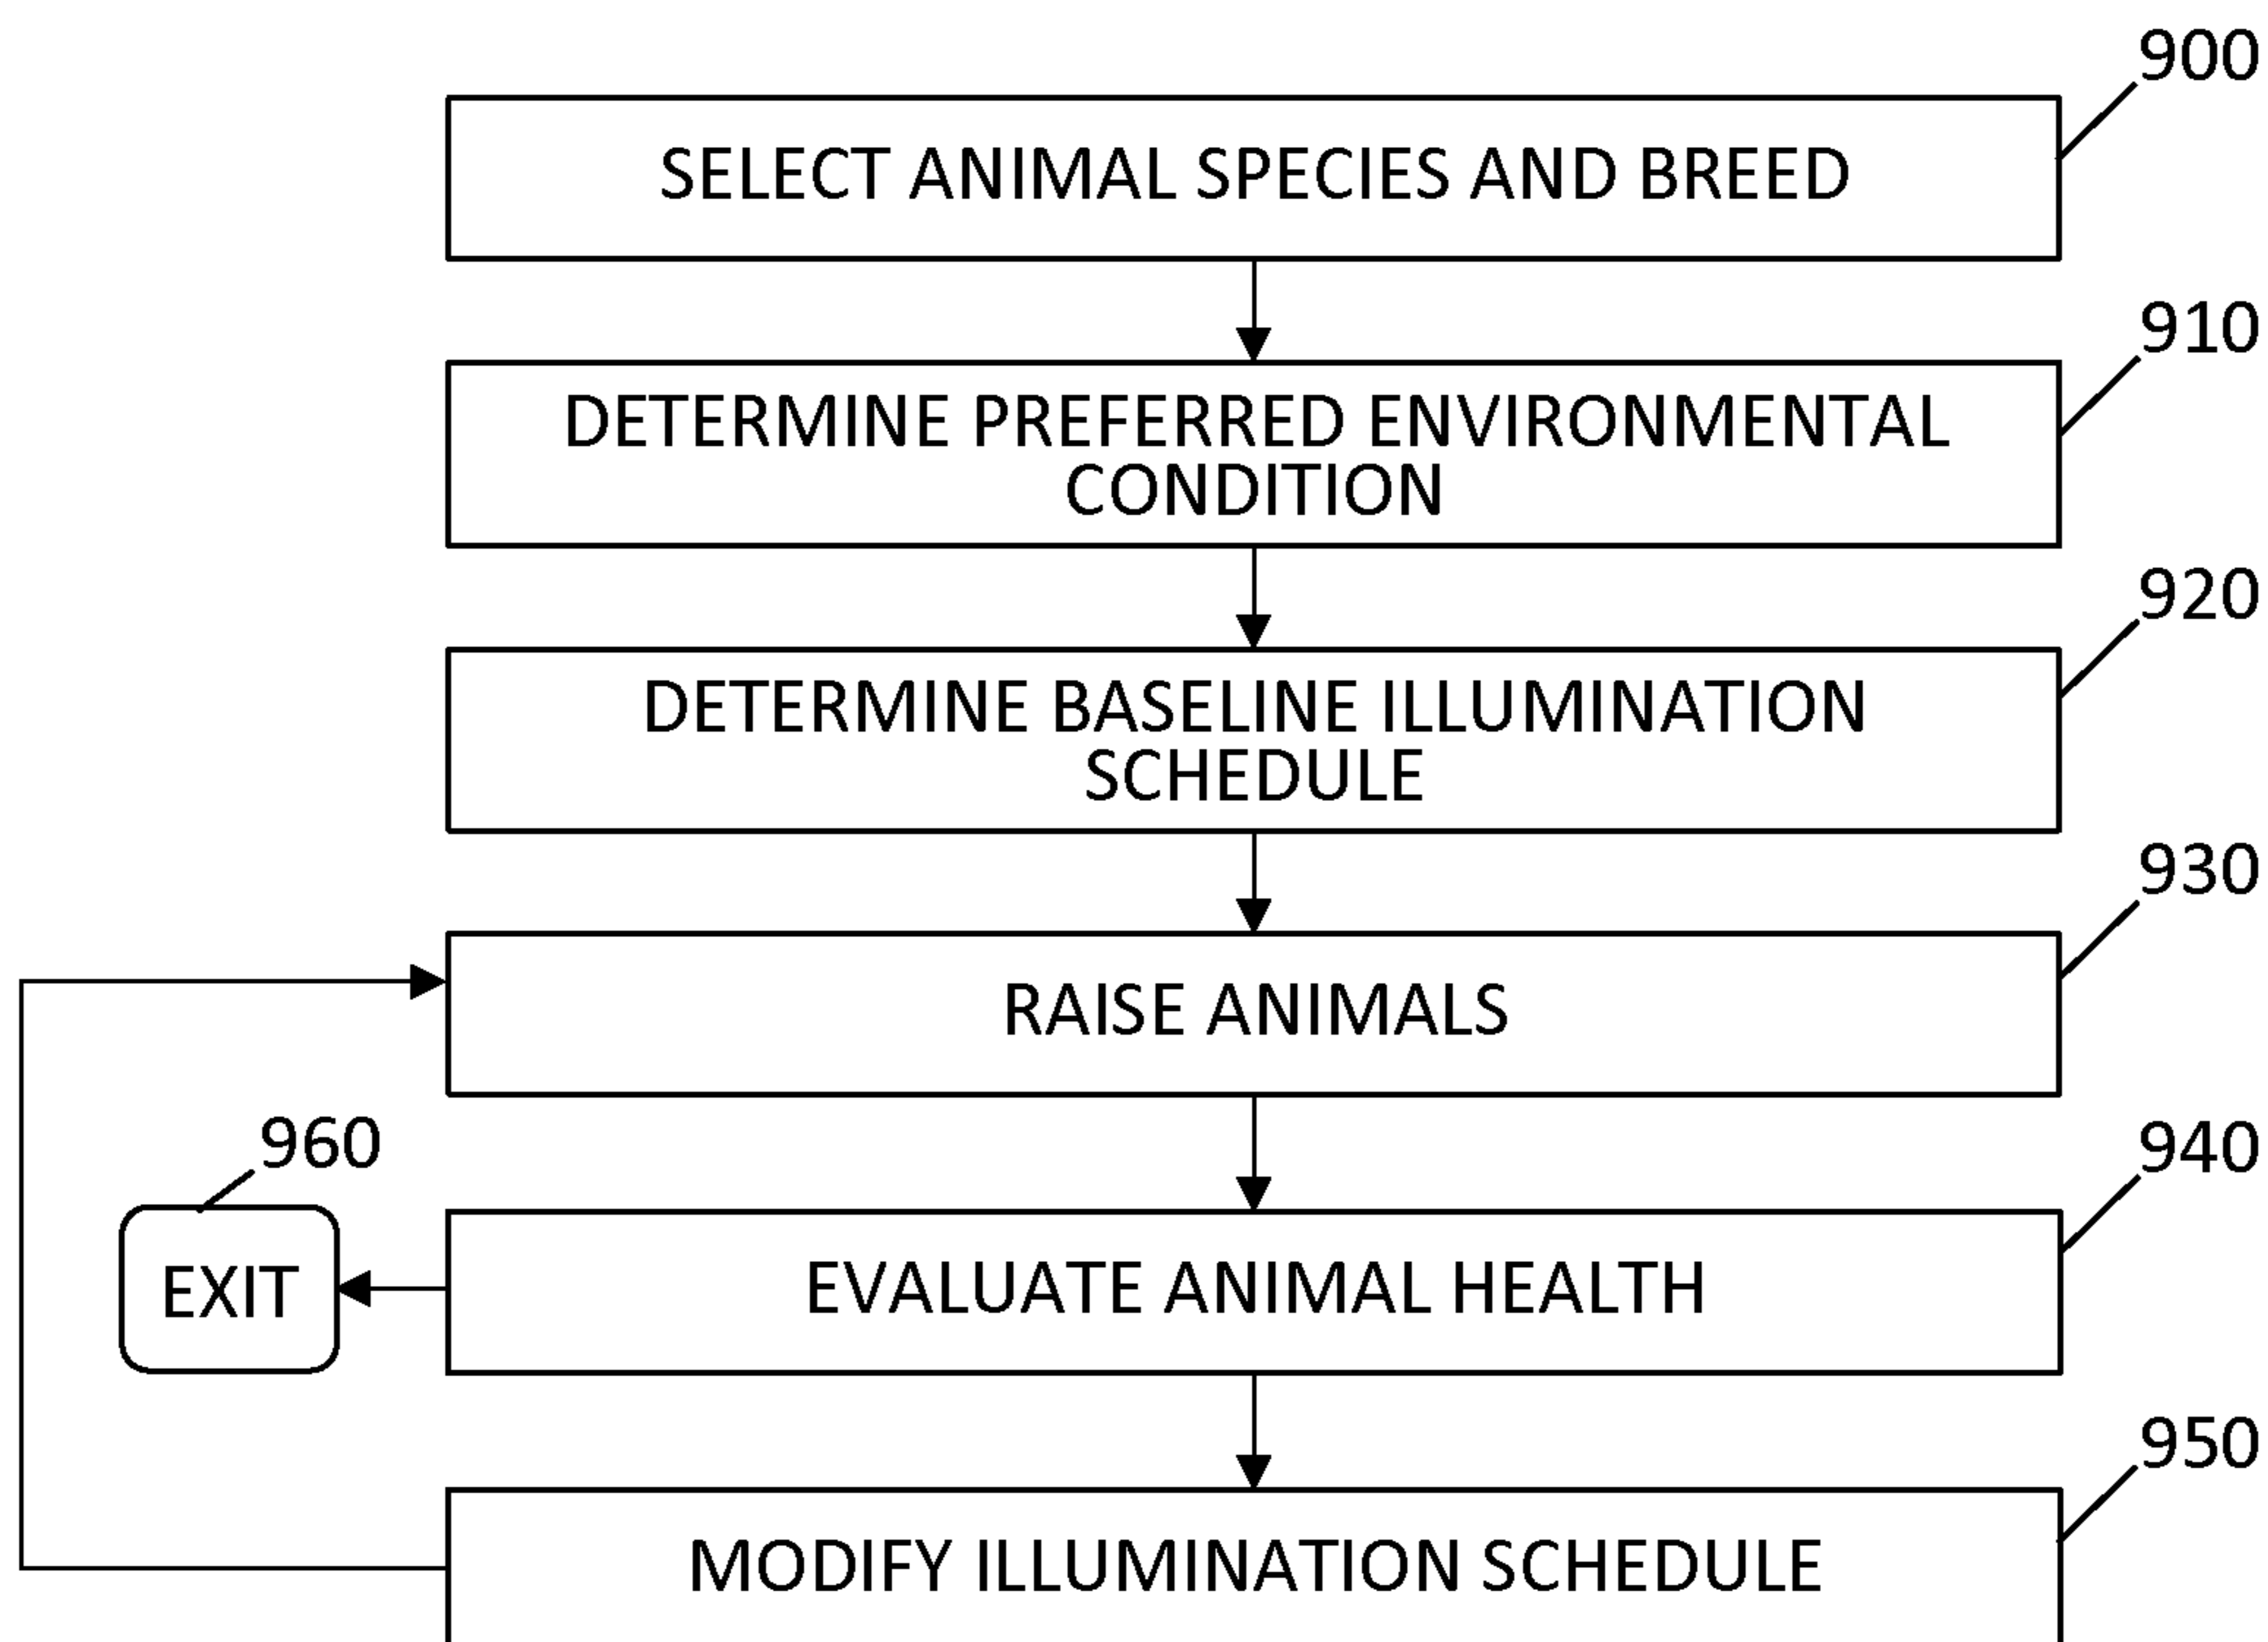 900
SELECT ANIMAL SPECIES AND BREED
910
DETERMINE PREFERRED ENVIRONMENTAL
CONDITION
920
DETERMINE BASELINE ILLUMINATION
SCHEDULE
930
RAISE ANIMALS
940
EVALUATE ANIMAL HEALTH
960
EXIT
950
MODIFY ILLUMINATION SCHEDULE